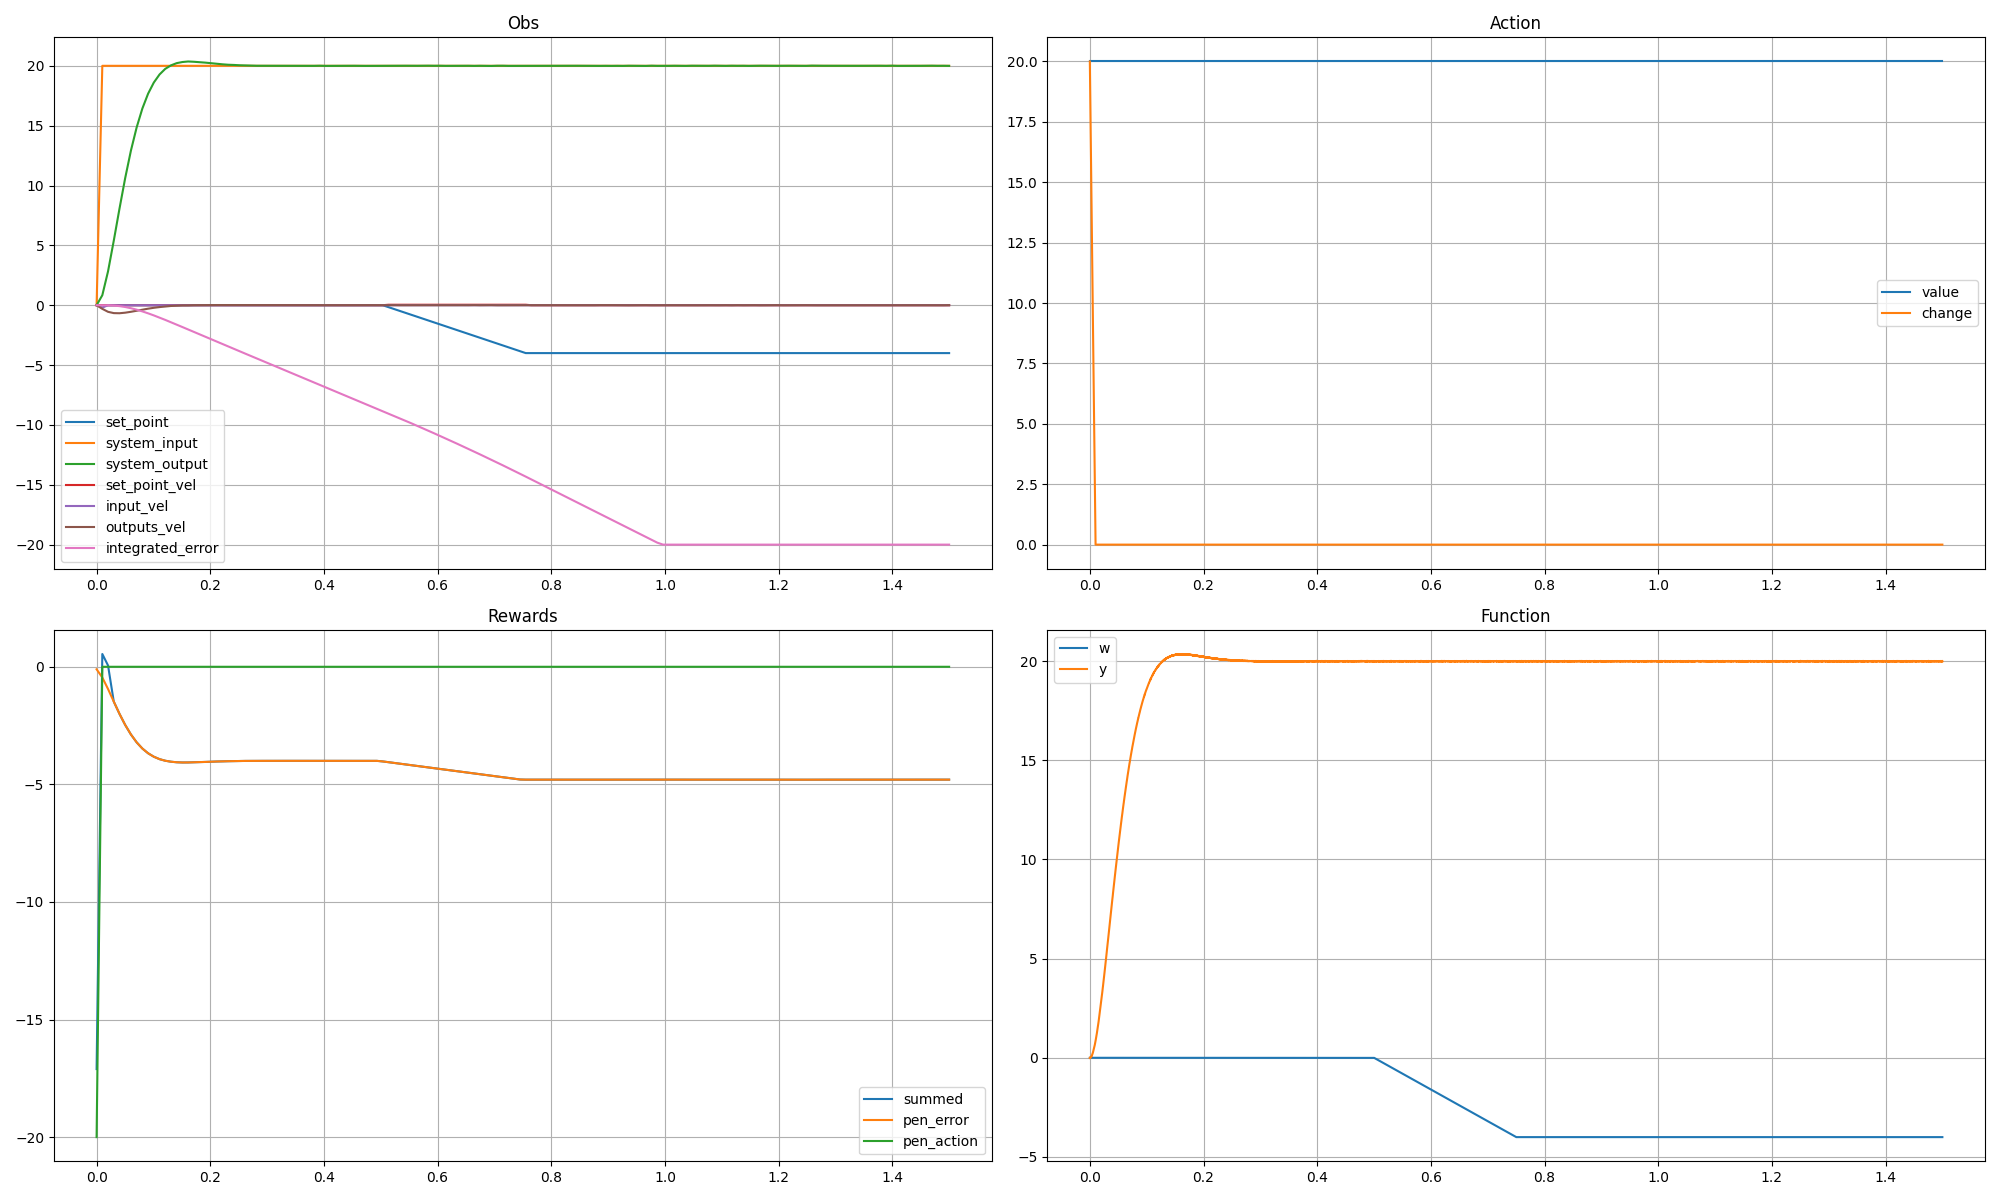 Obs
20
15
10
5
0
−5
−10
−15
−20
set_point
system_input
system_output
set_point_vel
input_vel
outputs_vel
integrated_error
0.0 0.2 0.4 0.6 0.8 1.0 1.2 1.4
Action
20.0
17.5
15.0
12.5
10.0
7.5
5.0
2.5
0.0
value
change
0.0 0.2 0.4 0.6 0.8 1.0 1.2 1.4
Rewards
0
−5
−10
−15
−20
summed
pen_error
pen_action
0.0 0.2 0.4 0.6 0.8 1.0 1.2 1.4
Function
w
y
20
15
10
5
0
−5
0.0 0.2 0.4 0.6 0.8 1.0 1.2 1.4